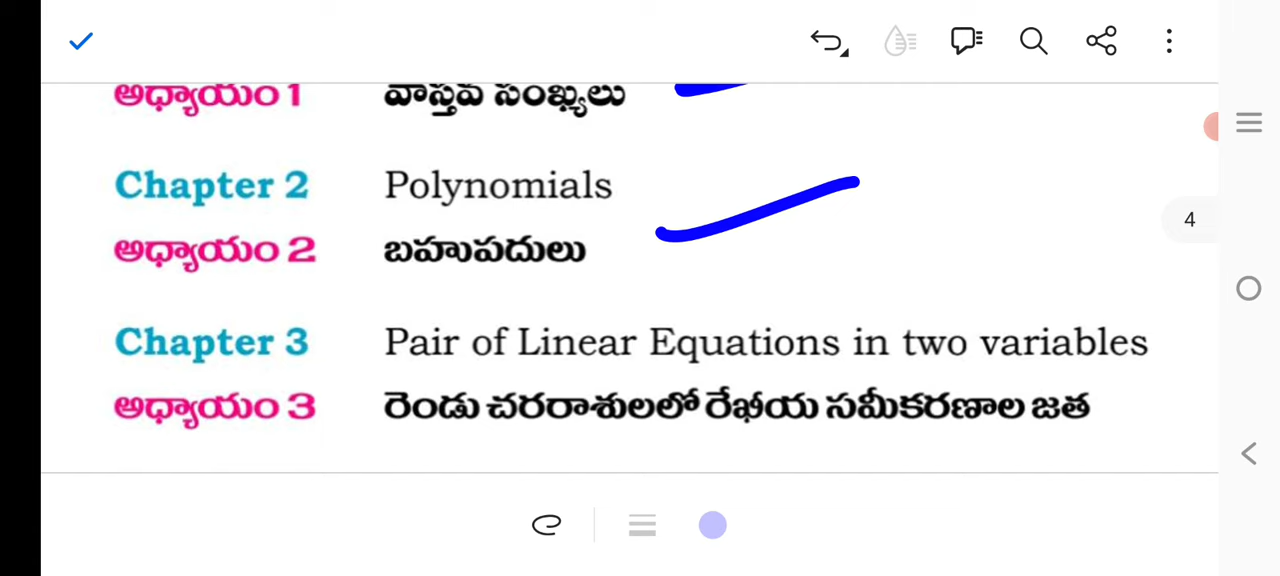 అధ్యాయం 1 వాస్తవ సంఖ్యలు
Chapter 2 Polynomials
4
అధ్యాయం 2 బహుపదులు
Chapter 3 Pair of Linear Equations in two variables
అధ్యాయం 3 రెండు చరరాశులలో రేఖీయ సమీకరణాల జత